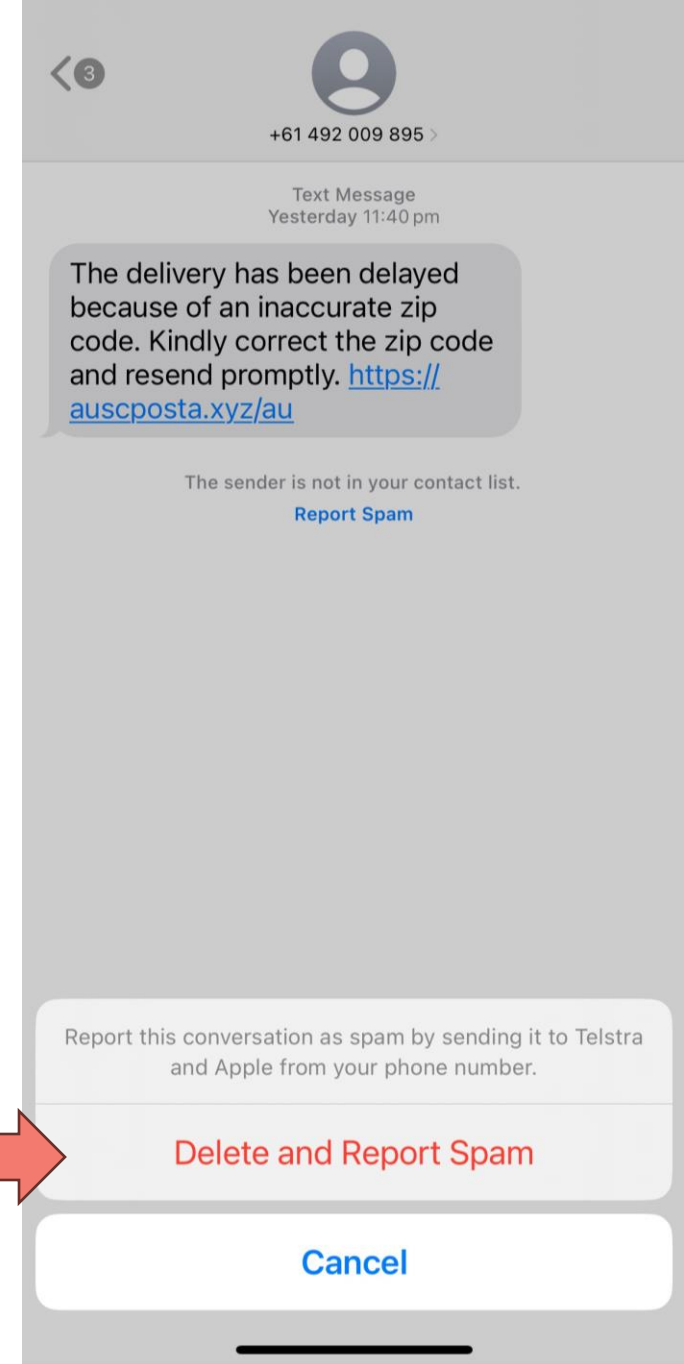 3
+61 492 009 895 >
Text Message
Yesterday 11:40 pm
The delivery has been delayed
because of an inaccurate zip
code. Kindly correct the zip code
and resend promptly. https://
auscposta.xyz/au
The sender is not in your contact list.
Report Spam
Report this conversation as spam by sending it to Telstra
and Apple from your phone number.
Delete and Report Spam
Cancel